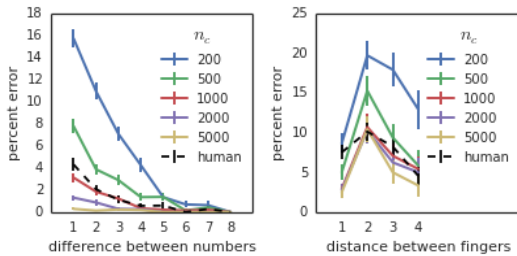 18
16
14
12
10
8
6
4
2
0
percent error
n_c
200
500
1000
2000
5000
human
1 2 3 4 5 6 7 8
difference between numbers
25
20
15
10
5
0
percent error
n_c
200
500
1000
2000
5000
human
1 2 3 4
distance between fingers